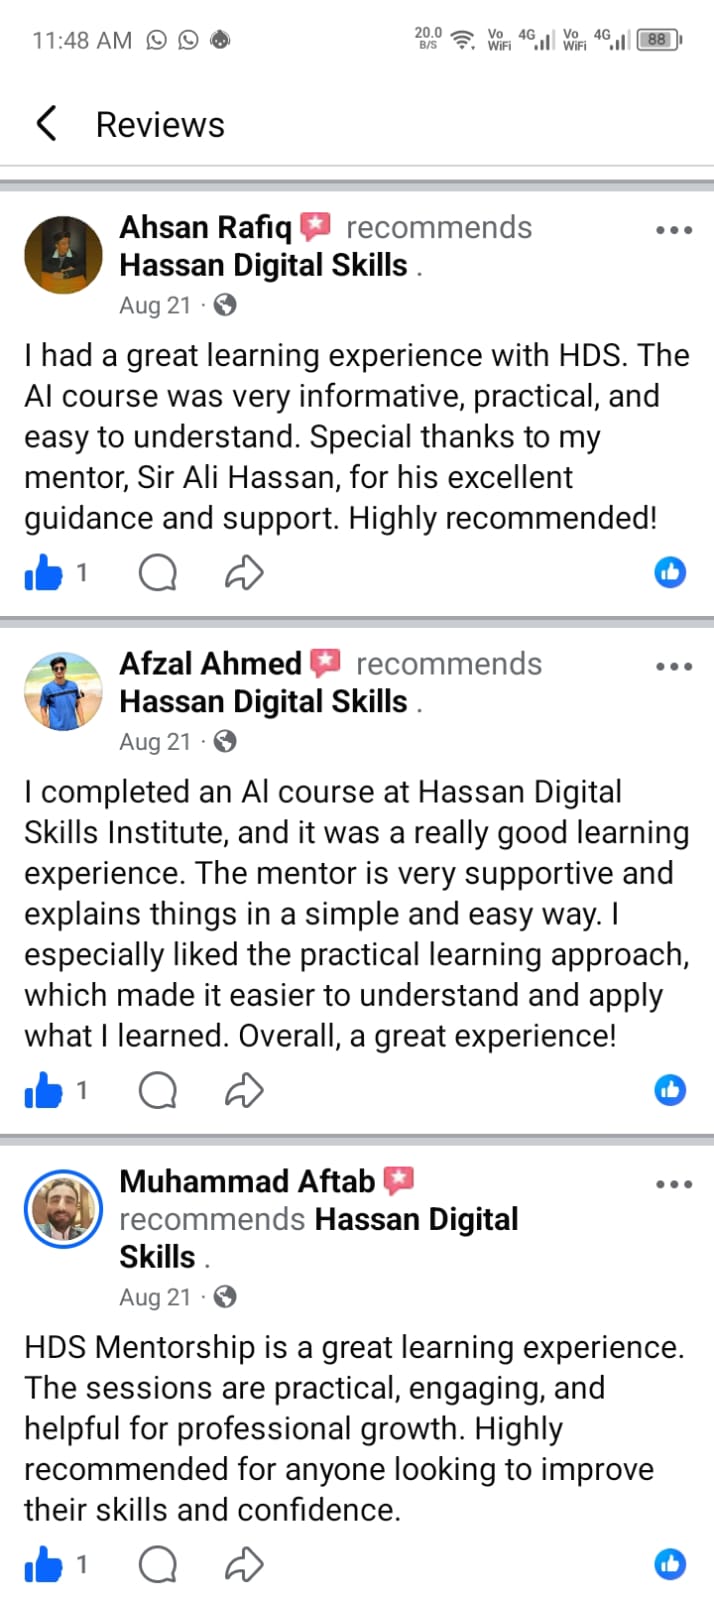 11:48 AM 20.0 B/S Vo WiFi 4G Vo WiFi 4G 88
Reviews
Ahsan Rafiq recommends
Hassan Digital Skills .
Aug 21 ·
I had a great learning experience with HDS. The
AI course was very informative, practical, and
easy to understand. Special thanks to my
mentor, Sir Ali Hassan, for his excellent
guidance and support. Highly recommended!
1
Afzal Ahmed recommends
Hassan Digital Skills .
Aug 21 ·
I completed an AI course at Hassan Digital
Skills Institute, and it was a really good learning
experience. The mentor is very supportive and
explains things in a simple and easy way. I
especially liked the practical learning approach,
which made it easier to understand and apply
what I learned. Overall, a great experience!
1
Muhammad Aftab
recommends Hassan Digital
Skills .
Aug 21 ·
HDS Mentorship is a great learning experience.
The sessions are practical, engaging, and
helpful for professional growth. Highly
recommended for anyone looking to improve
their skills and confidence.
1